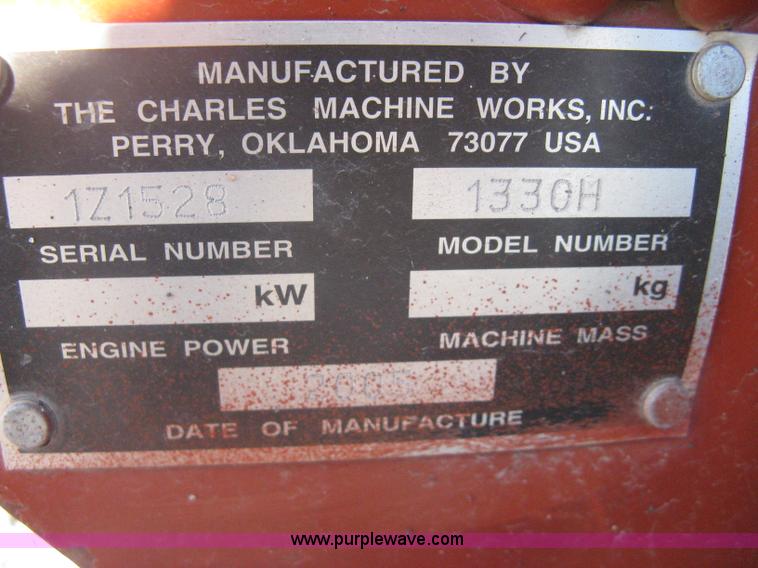 MANUFACTURED BY
THE CHARLES MACHINE WORKS, INC.
PERRY, OKLAHOMA 73077 USA
1Z1528 1330H
SERIAL NUMBER MODEL NUMBER
kW kg
ENGINE POWER MACHINE MASS
DATE OF MANUFACTURE
www.purplewave.com